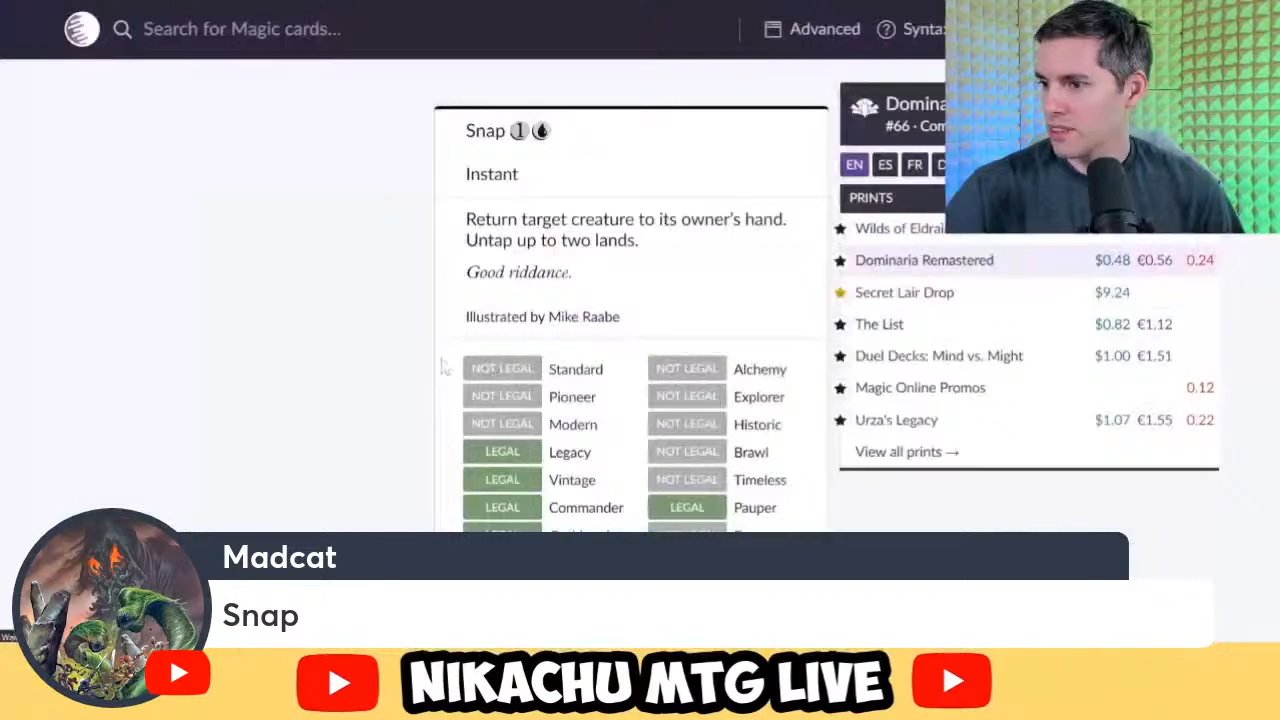 Search for Magic cards...
Advanced
Snap 1
Instant
Return target creature to its owner's hand.
Untap up to two lands.
Good riddance.
Illustrated by Mike Raabe
NOT LEGAL Standard NOT LEGAL Alchemy
NOT LEGAL Pioneer NOT LEGAL Explorer
NOT LEGAL Modern NOT LEGAL Historic
LEGAL Legacy NOT LEGAL Brawl
LEGAL Vintage NOT LEGAL Timeless
LEGAL Commander LEGAL Pauper
#66
EN ES FR
PRINTS
Wilds of
Dominaria Remastered $0.48 €0.56 0.24
Secret Lair Drop $9.24
The List $0.82 €1.12
Duel Decks: Mind vs. Might $1.00 €1.51
Magic Online Promos 0.12
Urza's Legacy $1.07 €1.55 0.22
View all prints →
Madcat
Snap
NIKACHU MTG LIVE